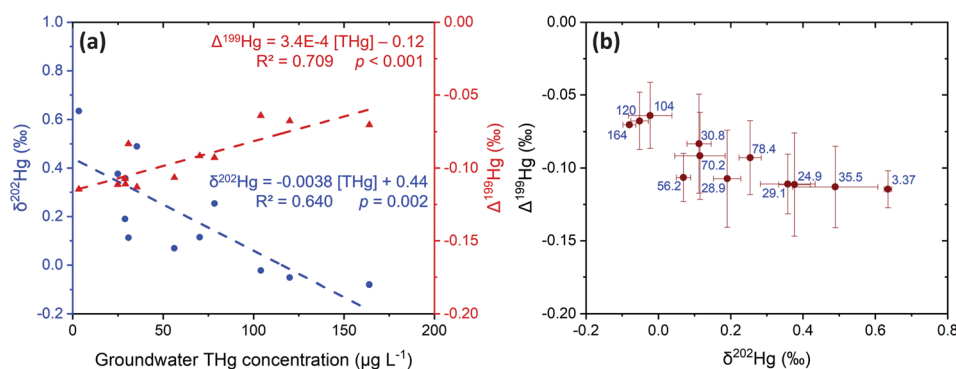 (a)
Δ¹⁹⁹Hg = 3.4E-4 [THg] – 0.12
R² = 0.709 p < 0.001
δ²⁰²Hg = -0.0038 [THg] + 0.44
R² = 0.640 p = 0.002
1.0
0.8
0.6
0.4
0.2
0.0
-0.2
δ²⁰²Hg (‰)
0.00
-0.05
-0.10
-0.15
-0.20
Δ¹⁹⁹Hg (‰)
0 50 100 150 200
Groundwater THg concentration (µg L⁻¹)
(b)
0.00
-0.05
-0.10
-0.15
-0.20
Δ¹⁹⁹Hg (‰)
120
104
164
30.8
70.2
78.4
56.2
28.9
29.1
24.9
35.5
3.37
-0.2 0.0 0.2 0.4 0.6 0.8
δ²⁰²Hg (‰)